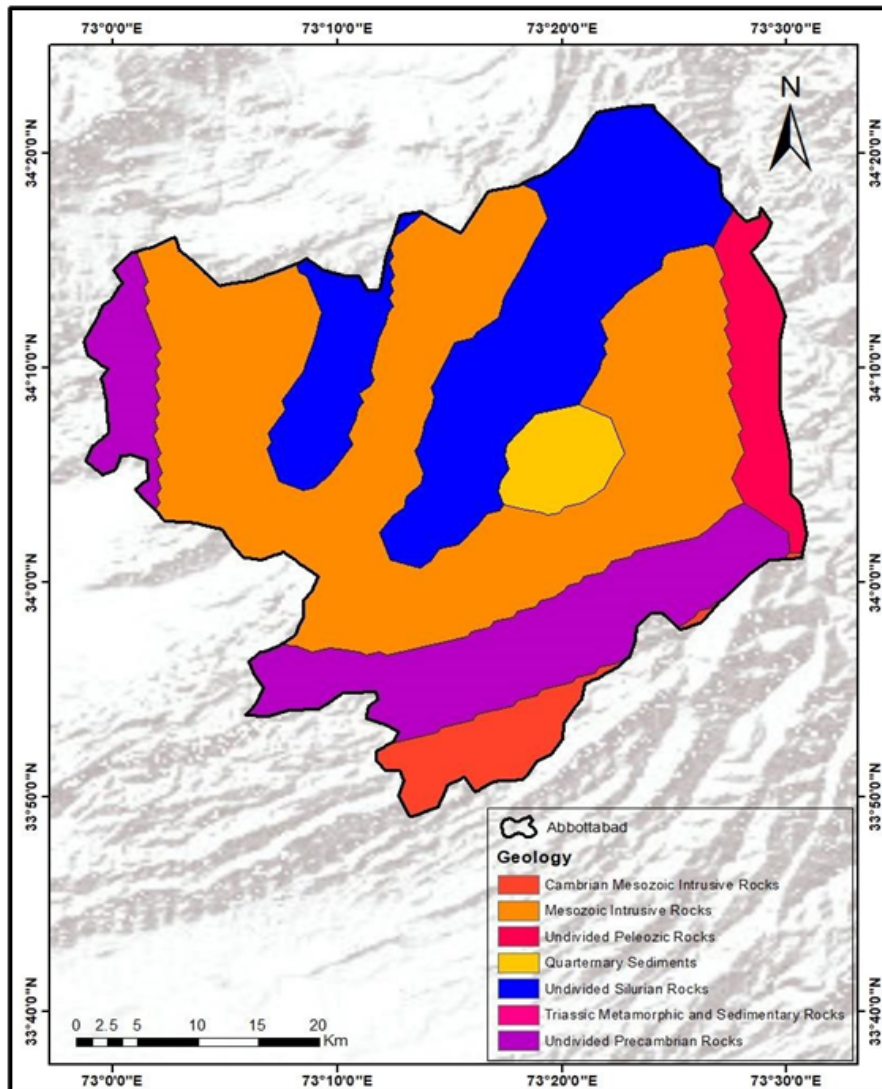 73°0'0"E 73°10'0"E 73°20'0"E 73°30'0"E
N
34°20'0"N 34°20'0"N
34°10'0"N 34°10'0"N
34°0'0"N 34°0'0"N
33°50'0"N 33°50'0"N
33°40'0"N 33°40'0"N
Abbottabad
Geology
Cambrian Mesozoic Intrusive Rocks
Mesozoic Intrusive Rocks
Undivided Peleozic Rocks
Quarternary Sediments
Undivided Silurian Rocks
Triassic Metamorphic and Sedimentary Rocks
Undivided Precambrian Rocks
0 2.5 5 10 15 20
Km
73°0'0"E 73°10'0"E 73°20'0"E 73°30'0"E